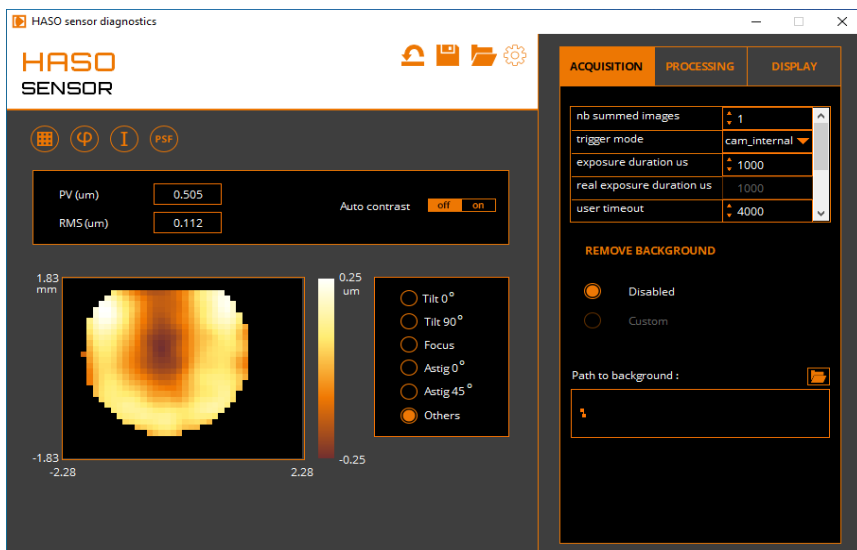 HASO sensor diagnostics
HASO
SENSOR
ACQUISITION PROCESSING DISPLAY
I PSF
nb summed images 1
trigger mode cam_internal
exposure duration us 1000
real exposure duration us 1000
user timeout 4000
PV (um) 0.505
RMS (um) 0.112
Auto contrast off on
REMOVE BACKGROUND
Disabled
Custom
1.83
mm
-1.83
-2.28 2.28
0.25
um
-0.25
Tilt 0°
Tilt 90°
Focus
Astig 0°
Astig 45°
Others
Path to background :